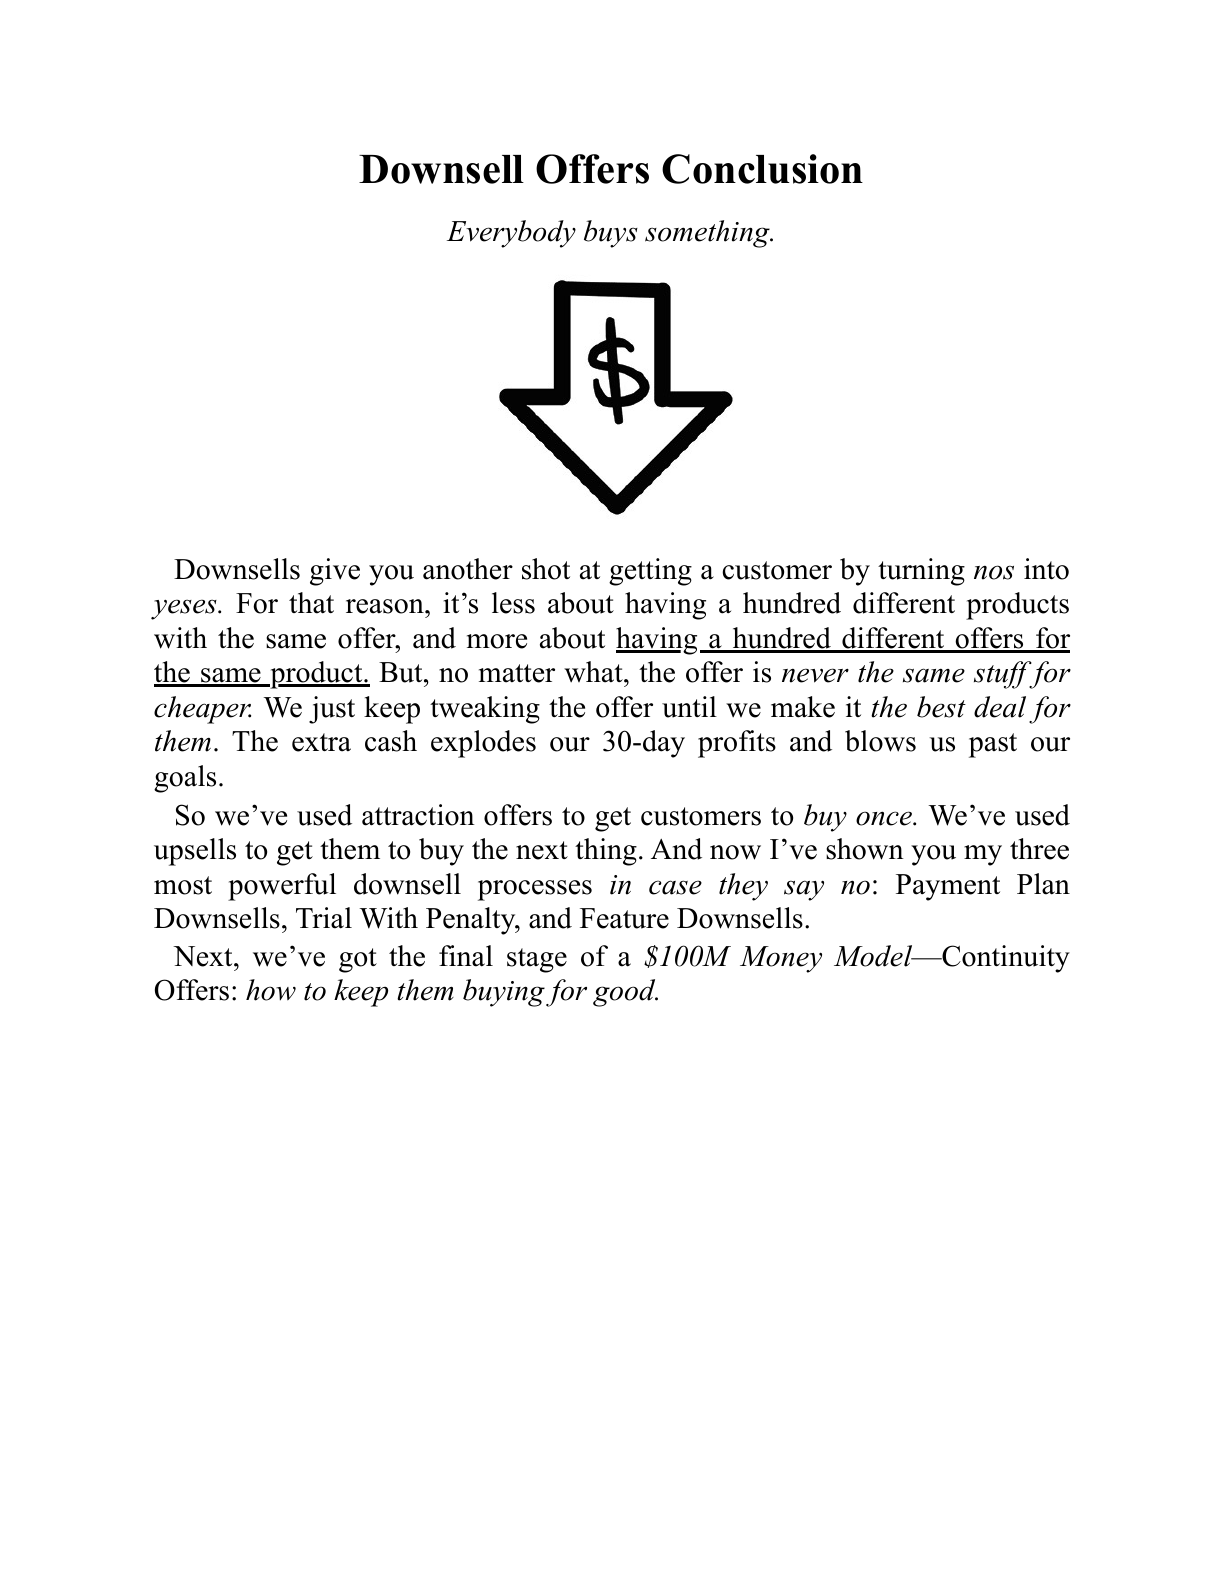 Downsell Offers Conclusion
Everybody buys something.
$
Downsells give you another shot at getting a customer by turning nos into
yeses. For that reason, it’s less about having a hundred different products
with the same offer, and more about having a hundred different offers for
the same product. But, no matter what, the offer is never the same stuff for
cheaper. We just keep tweaking the offer until we make it the best deal for
them. The extra cash explodes our 30-day profits and blows us past our
goals.
So we’ve used attraction offers to get customers to buy once. We’ve used
upsells to get them to buy the next thing. And now I’ve shown you my three
most powerful downsell processes in case they say no: Payment Plan
Downsells, Trial With Penalty, and Feature Downsells.
Next, we’ve got the final stage of a $100M Money Model—Continuity
Offers: how to keep them buying for good.